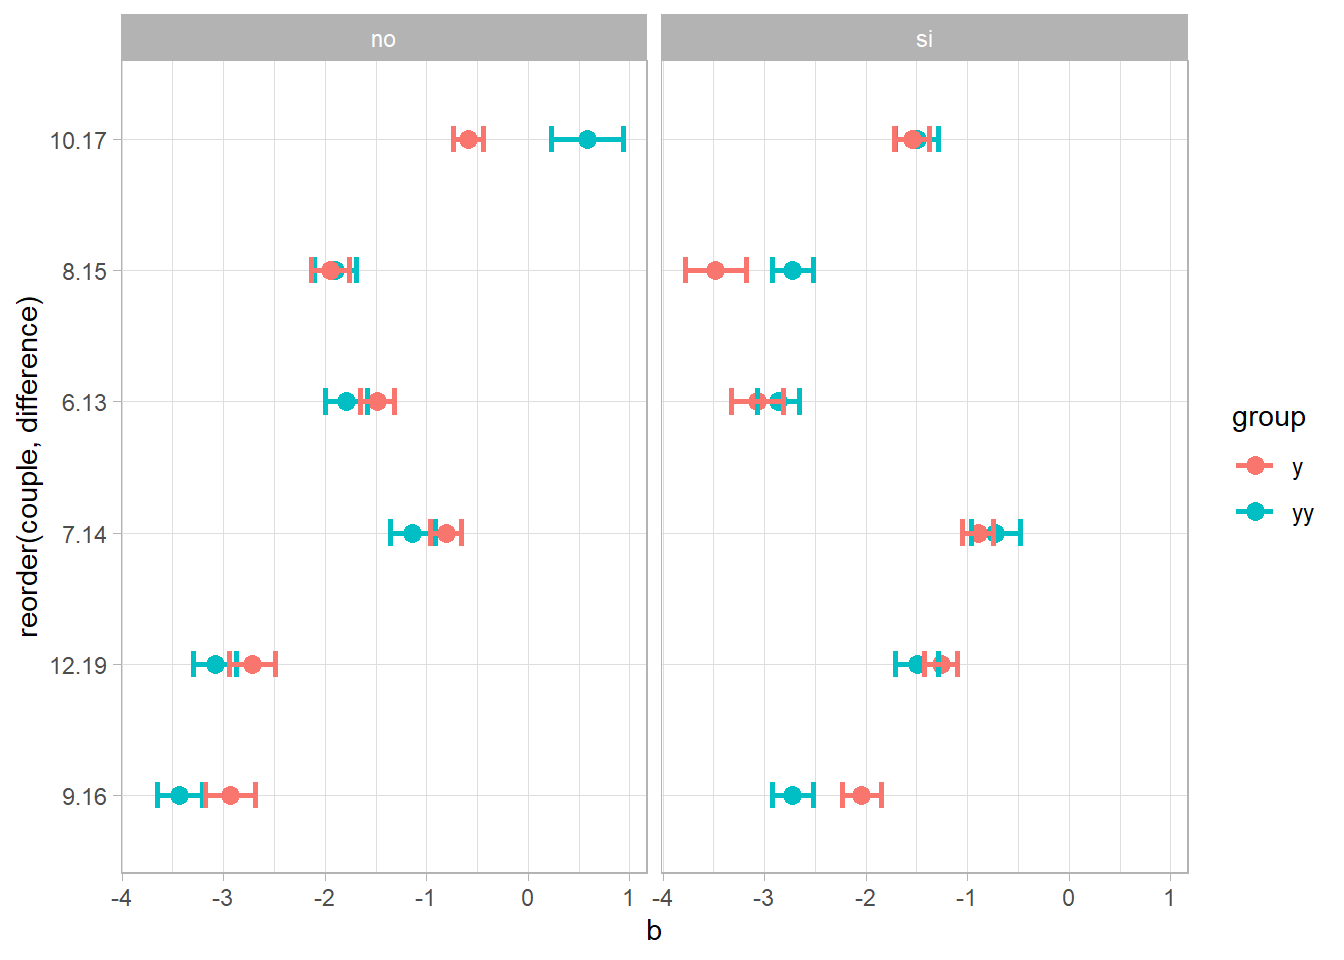 no
si
10.17
8.15
6.13
7.14
12.19
9.16
reorder(couple, difference)
-4 -3 -2 -1 0 1
-4 -3 -2 -1 0 1
b
group
y
yy